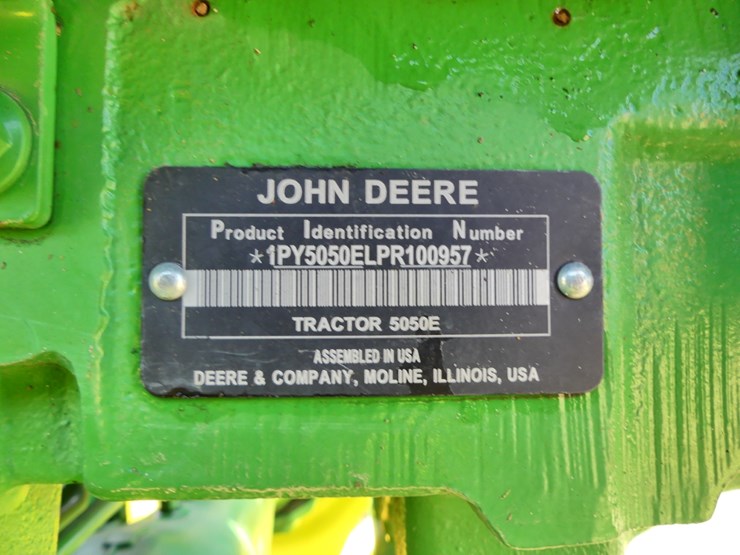 JOHN DEERE
Product Identification Number
*1PY5050ELPR100957*
TRACTOR 5050E
ASSEMBLED IN USA
DEERE & COMPANY, MOLINE, ILLINOIS, USA